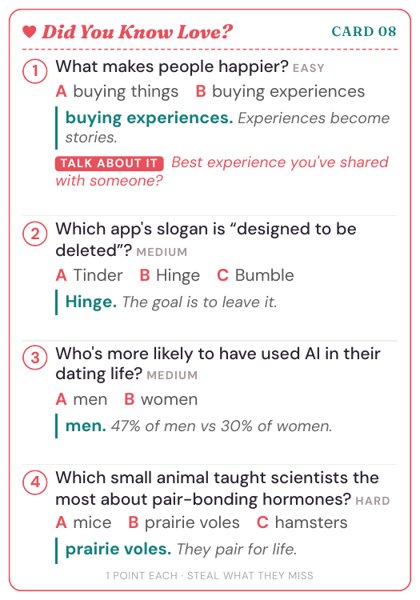 ♥ Did You Know Love? CARD 08
1 What makes people happier? EASY
A buying things B buying experiences
buying experiences. Experiences become
stories.
TALK ABOUT IT Best experience you've shared
with someone?
2 Which app's slogan is “designed to be
deleted”? MEDIUM
A Tinder B Hinge C Bumble
Hinge. The goal is to leave it.
3 Who's more likely to have used AI in their
dating life? MEDIUM
A men B women
men. 47% of men vs 30% of women.
4 Which small animal taught scientists the
most about pair-bonding hormones? HARD
A mice B prairie voles C hamsters
prairie voles. They pair for life.
1 POINT EACH · STEAL WHAT THEY MISS